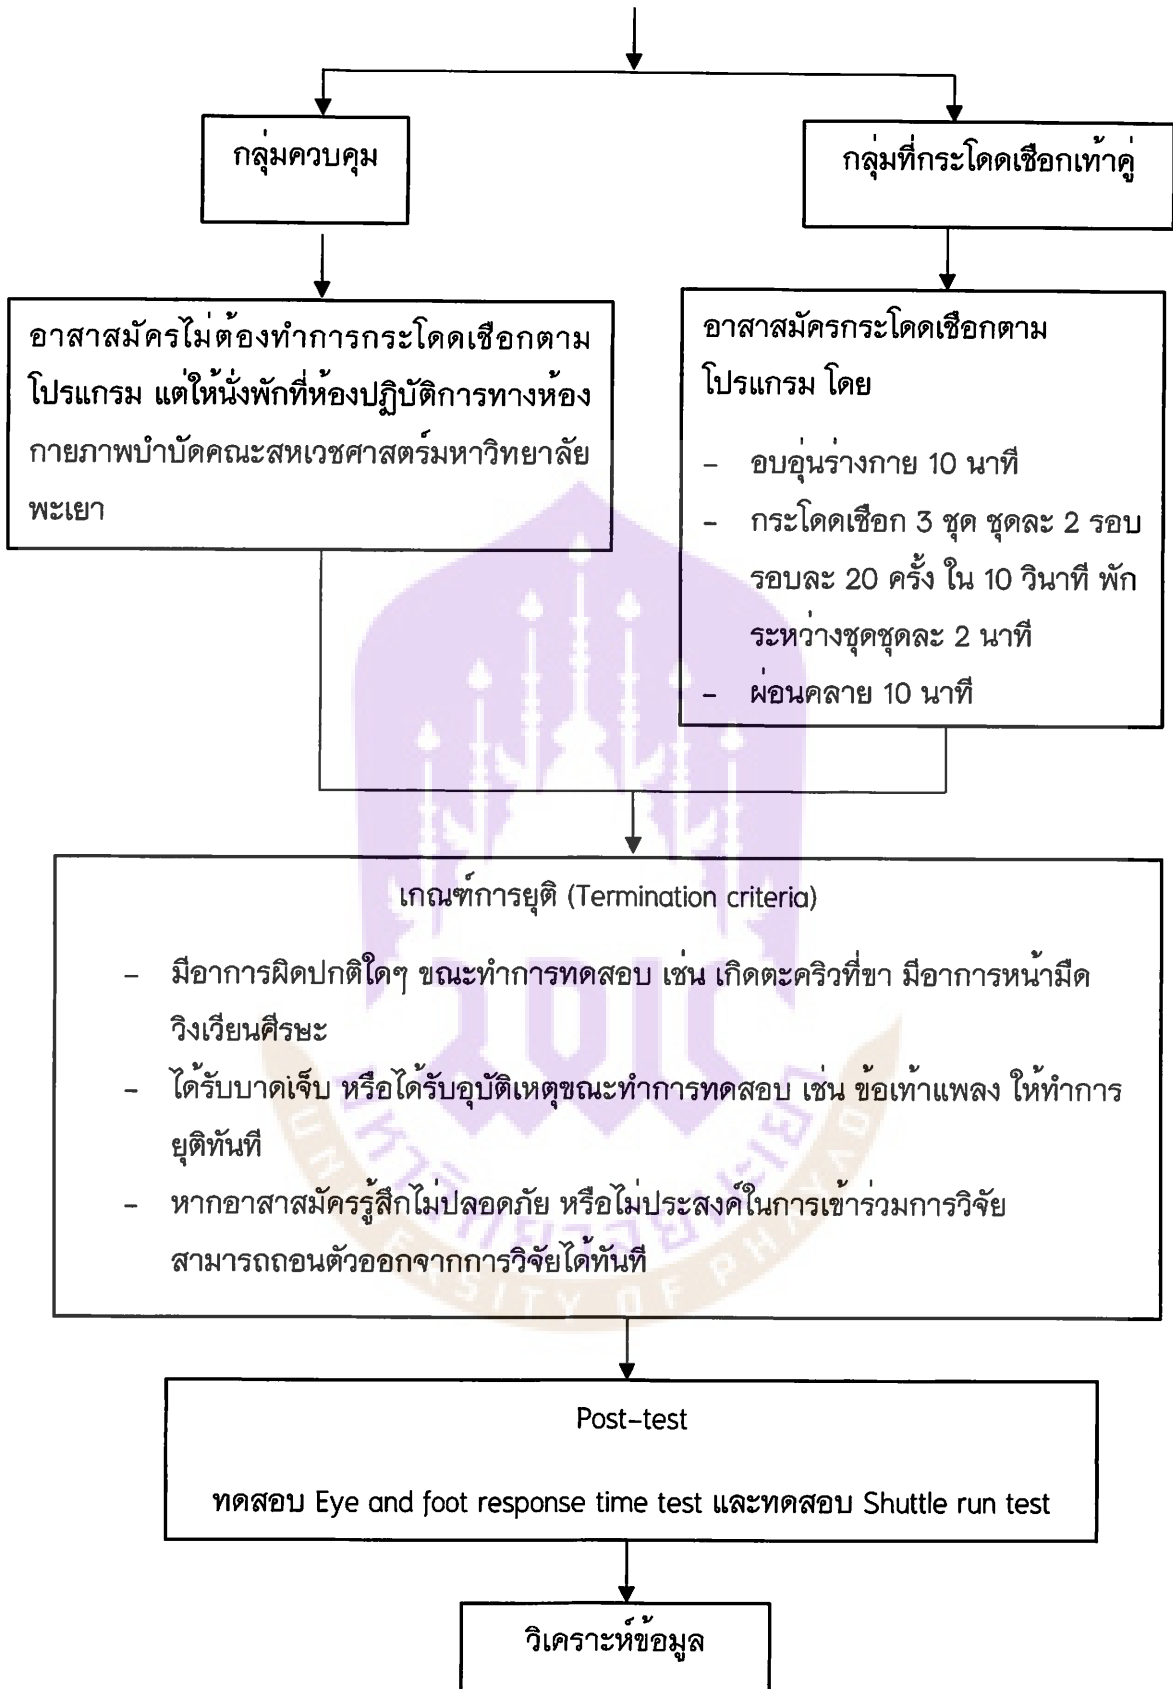 กลุ่มควบคุม
กลุ่มที่กระโดดเชือกเท้าคู่
อาสาสมัครไม่ต้องทำการกระโดดเชือกตาม
โปรแกรม แต่ให้นั่งพักที่ห้องปฏิบัติการทางห้อง
กายภาพบำบัดคณะสหเวชศาสตร์มหาวิทยาลัย
พะเยา
อาสาสมัครกระโดดเชือกตาม
โปรแกรม โดย
- อบอุ่นร่างกาย 10 นาที
- กระโดดเชือก 3 ชุด ชุดละ 2 รอบ
รอบละ 20 ครั้ง ใน 10 วินาที พัก
ระหว่างชุดชุดละ 2 นาที
- ผ่อนคลาย 10 นาที
เกณฑ์การยุติ (Termination criteria)
- มีอาการผิดปกติใดๆ ขณะทำการทดสอบ เช่น เกิดตะคริวที่ขา มีอาการหน้ามืด
วิงเวียนศีรษะ
- ได้รับบาดเจ็บ หรือได้รับอุบัติเหตุขณะทำการทดสอบ เช่น ข้อเท้าแพลง ให้ทำการ
ยุติทันที
- หากอาสาสมัครรู้สึกไม่ปลอดภัย หรือไม่ประสงค์ในการเข้าร่วมการวิจัย
สามารถถอนตัวออกจากการวิจัยได้ทันที
มหาวิทยาลัยพะเยา
UNIVERSITY OF PHAYAO
Post-test
ทดสอบ Eye and foot response time test และทดสอบ Shuttle run test
วิเคราะห์ข้อมูล